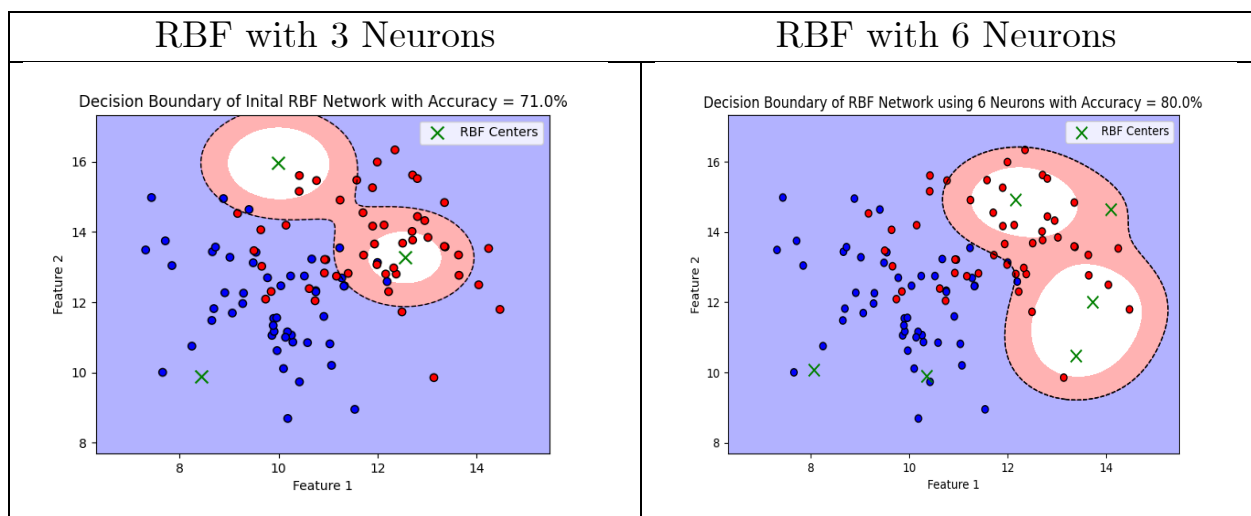 RBF with 3 Neurons
RBF with 6 Neurons
Decision Boundary of Inital RBF Network with Accuracy = 71.0%
RBF Centers
16
14
12
10
8
Feature 2
8
10
12
14
Feature 1
Decision Boundary of RBF Network using 6 Neurons with Accuracy = 80.0%
RBF Centers
16
14
12
10
8
Feature 2
8
10
12
14
Feature 1